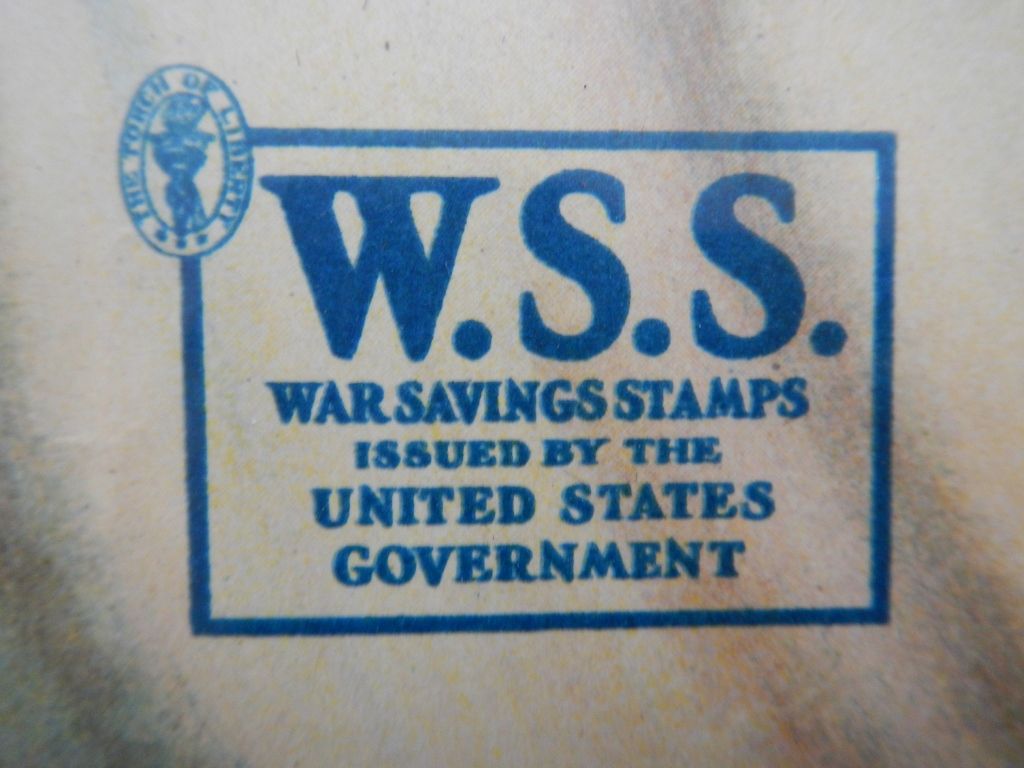 THE TORCH OF LIBERTY
W.S.S.
WAR SAVINGS STAMPS
ISSUED BY THE
UNITED STATES
GOVERNMENT